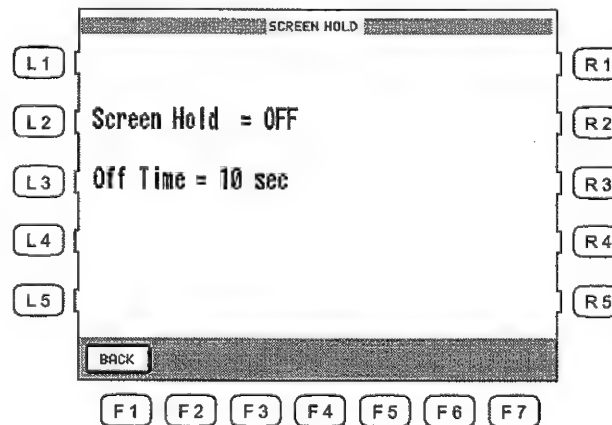 SCREEN HOLD
L1 R1
L2 Screen Hold = OFF R2
L3 Off Time = 10 sec R3
L4 R4
L5 R5
BACK
F1 F2 F3 F4 F5 F6 F7